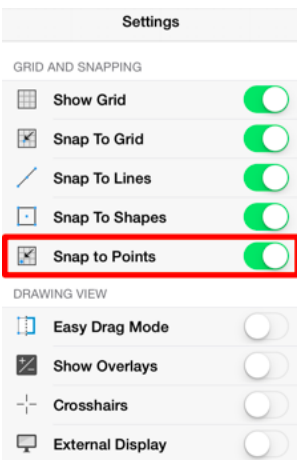 Settings
GRID AND SNAPPING
Show Grid
Snap To Grid
Snap To Lines
Snap To Shapes
Snap to Points
DRAWING VIEW
Easy Drag Mode
Show Overlays
Crosshairs
External Display